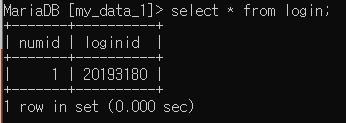 MariaDB [my_data_1]> select * from login;
+-------+----------+
| numid | loginid  |
+-------+----------+
|     1 | 20193180 |
+-------+----------+
1 row in set (0.000 sec)